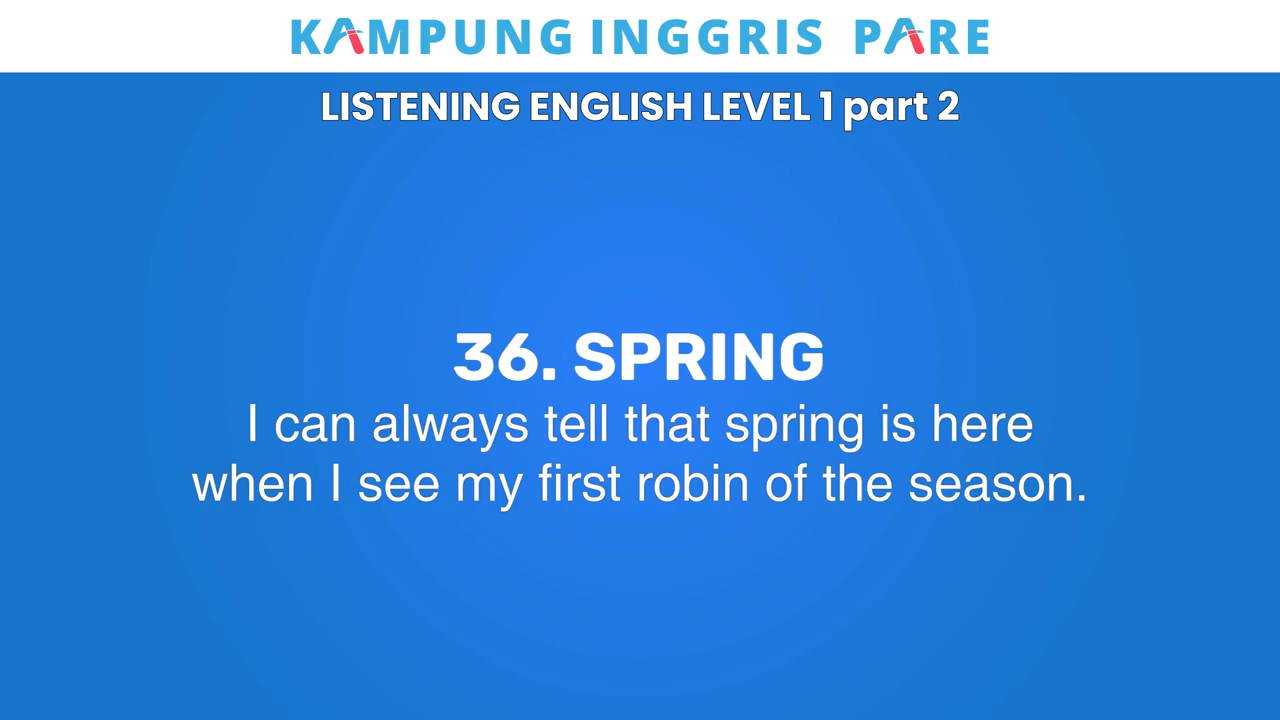 KAMPUNG INGGRIS PARE
LISTENING ENGLISH LEVEL 1 part 2
36. SPRING
I can always tell that spring is here
when I see my first robin of the season.